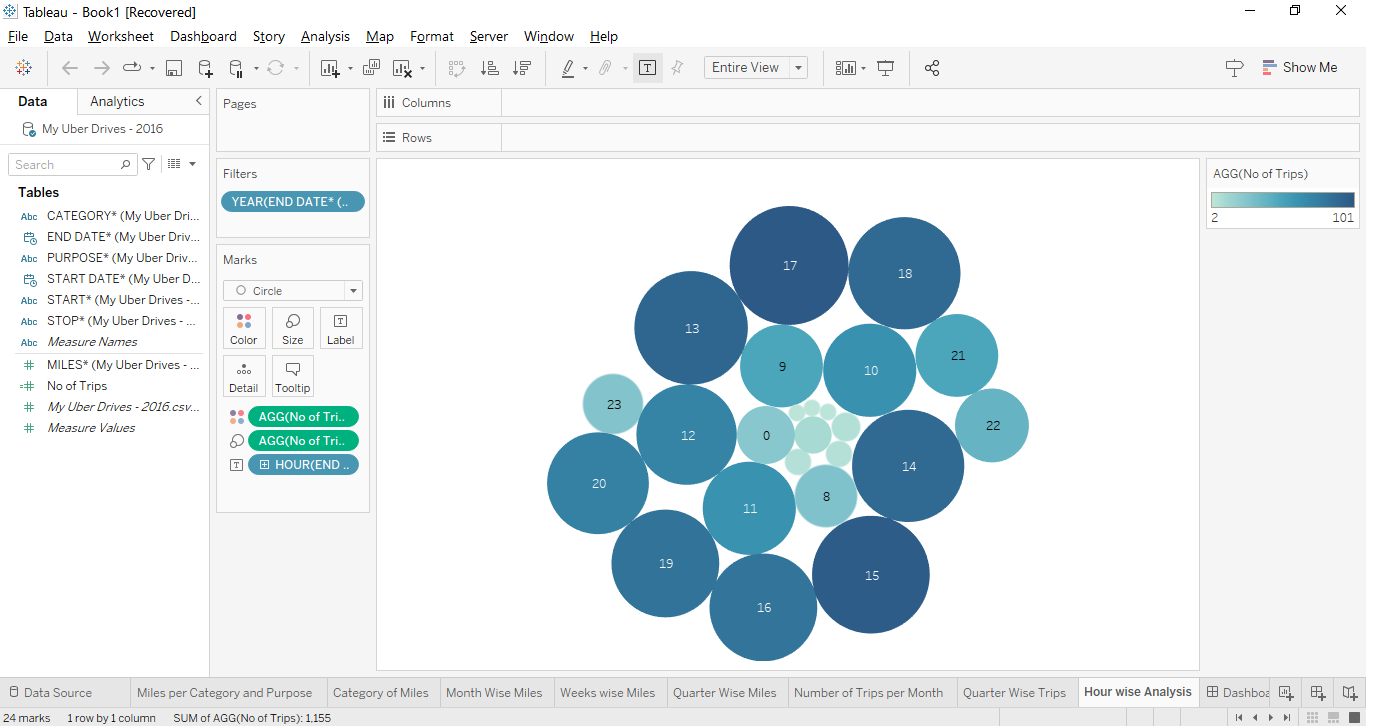 Tableau - Book1 [Recovered]
File Data Worksheet Dashboard Story Analysis Map Format Server Window Help
Entire View
Show Me
Data Analytics
My Uber Drives - 2016
Search
Tables
Abc CATEGORY* (My Uber Dri...
END DATE* (My Uber Driv...
Abc PURPOSE* (My Uber Driv...
START DATE* (My Uber D...
Abc START* (My Uber Drives -...
Abc STOP* (My Uber Drives - ...
Abc Measure Names
# MILES* (My Uber Drives - ...
=# No of Trips
# My Uber Drives - 2016.csv...
# Measure Values
Pages
Filters
YEAR(END DATE* (..
Marks
Circle
Color Size Label
Detail Tooltip
AGG(No of Tri..
AGG(No of Tri..
HOUR(END ..
Columns
Rows
17
18
13
21
9
10
23
22
12
0
14
20
8
11
19
15
16
AGG(No of Trips)
2 101
Data Source Miles per Category and Purpose Category of Miles Month Wise Miles Weeks wise Miles Quarter Wise Miles Number of Trips per Month Quarter Wise Trips Hour wise Analysis Dashboa
24 marks 1 row by 1 column SUM of AGG(No of Trips): 1,155